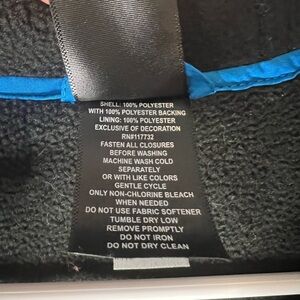 SHELL: 100% POLYESTER
WITH 100% POLYESTER BACKING
LINING: 100% POLYESTER
EXCLUSIVE OF DECORATION
RN#117732
FASTEN ALL CLOSURES
BEFORE WASHING
MACHINE WASH COLD
SEPARATELY
OR WITH LIKE COLORS
GENTLE CYCLE
ONLY NON-CHLORINE BLEACH
WHEN NEEDED
DO NOT USE FABRIC SOFTENER
TUMBLE DRY LOW
REMOVE PROMPTLY
DO NOT IRON
DO NOT DRY CLEAN